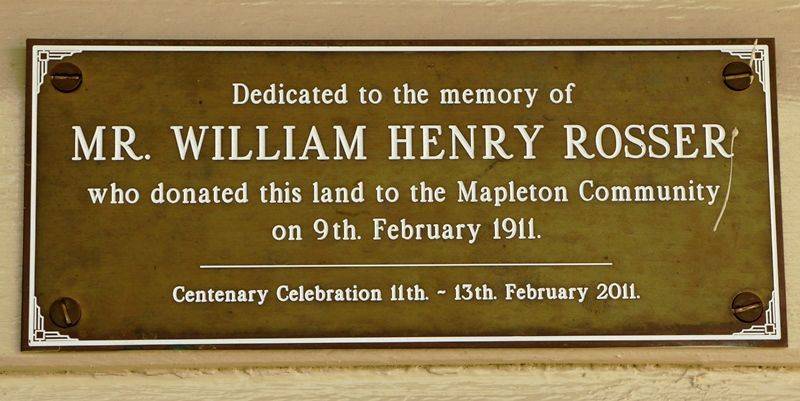 Dedicated to the memory of
MR. WILLIAM HENRY ROSSER
who donated this land to the Mapleton Community
on 9th. February 1911.
Centenary Celebration 11th. ~ 13th. February 2011.